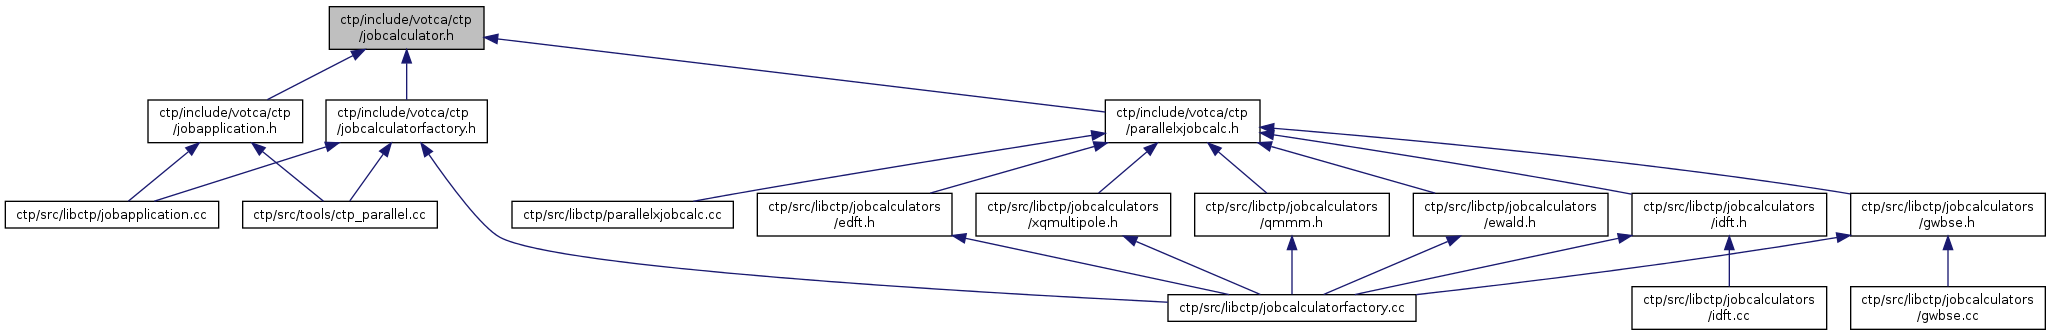 ctp/include/votca/ctp
/jobcalculator.h
ctp/include/votca/ctp
/jobapplication.h
ctp/include/votca/ctp
/jobcalculatorfactory.h
ctp/include/votca/ctp
/parallelxjobcalc.h
ctp/src/libctp/jobapplication.cc
ctp/src/tools/ctp_parallel.cc
ctp/src/libctp/parallelxjobcalc.cc
ctp/src/libctp/jobcalculators
/edft.h
ctp/src/libctp/jobcalculators
/xqmultipole.h
ctp/src/libctp/jobcalculators
/qmmm.h
ctp/src/libctp/jobcalculators
/ewald.h
ctp/src/libctp/jobcalculators
/idft.h
ctp/src/libctp/jobcalculators
/gwbse.h
ctp/src/libctp/jobcalculatorfactory.cc
ctp/src/libctp/jobcalculators
/idft.cc
ctp/src/libctp/jobcalculators
/gwbse.cc